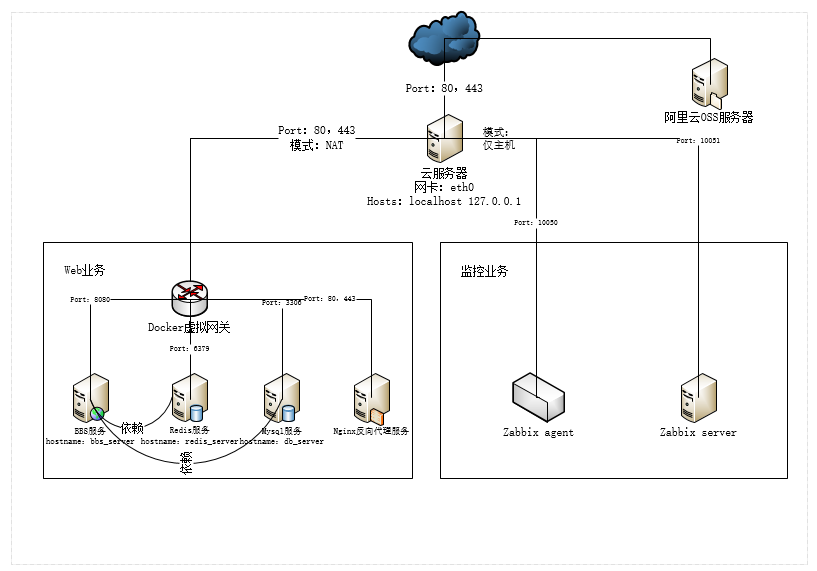 Port: 80, 443
阿里云OSS服务器
Port: 80, 443
模式: NAT
模式:
仅主机
Port: 10051
云服务器
网卡: eth0
Hosts: localhost 127.0.0.1
Port: 10050
Web业务
监控业务
Port: 8080
Port: 3306
Port: 80, 443
Docker虚拟网关
Port: 6379
依赖
BBS服务
hostname: bbs_server
Redis服务
hostname: redis_server
Mysql服务
hostname: db_server
Nginx反向代理服务
Zabbix agent
Zabbix server
依赖